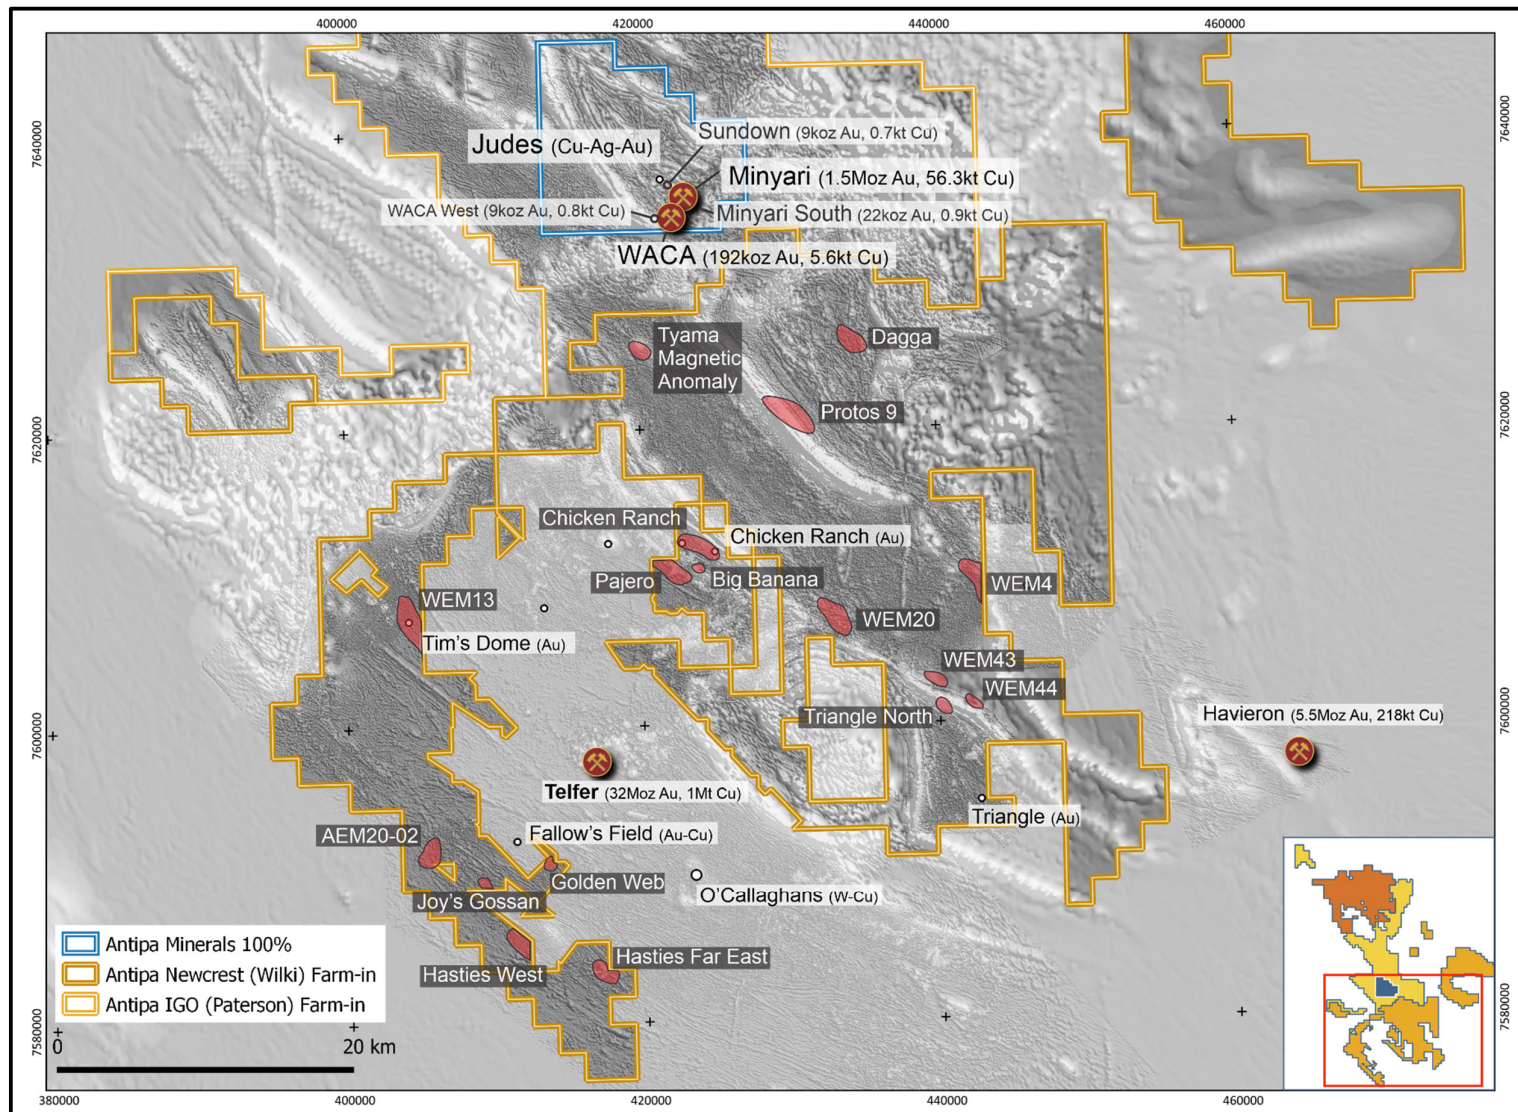 400000
420000
440000
460000
7640000
7640000
Sundown (9koz Au, 0.7kt Cu)
Judes (Cu-Ag-Au)
Minyari (1.5Moz Au, 56.3kt Cu)
WACA West (9koz Au, 0.8kt Cu)
Minyari South (22koz Au, 0.9kt Cu)
WACA (192koz Au, 5.6kt Cu)
Tyama
Magnetic
Anomaly
Dagga
Protos 9
7620000
7620000
Chicken Ranch
Chicken Ranch (Au)
Pajero
Big Banana
WEM4
WEM13
WEM20
Tim's Dome (Au)
WEM43
WEM44
Triangle North
Havieron (5.5Moz Au, 218kt Cu)
7600000
7600000
Telfer (32Moz Au, 1Mt Cu)
Triangle (Au)
AEM20-02
Fallow's Field (Au-Cu)
Golden Web
Joy's Gossan
O'Callaghans (W-Cu)
Antipa Minerals 100%
Antipa Newcrest (Wilki) Farm-in
Antipa IGO (Paterson) Farm-in
Hasties West
Hasties Far East
7580000
7580000
0
20 km
380000
400000
420000
440000
460000